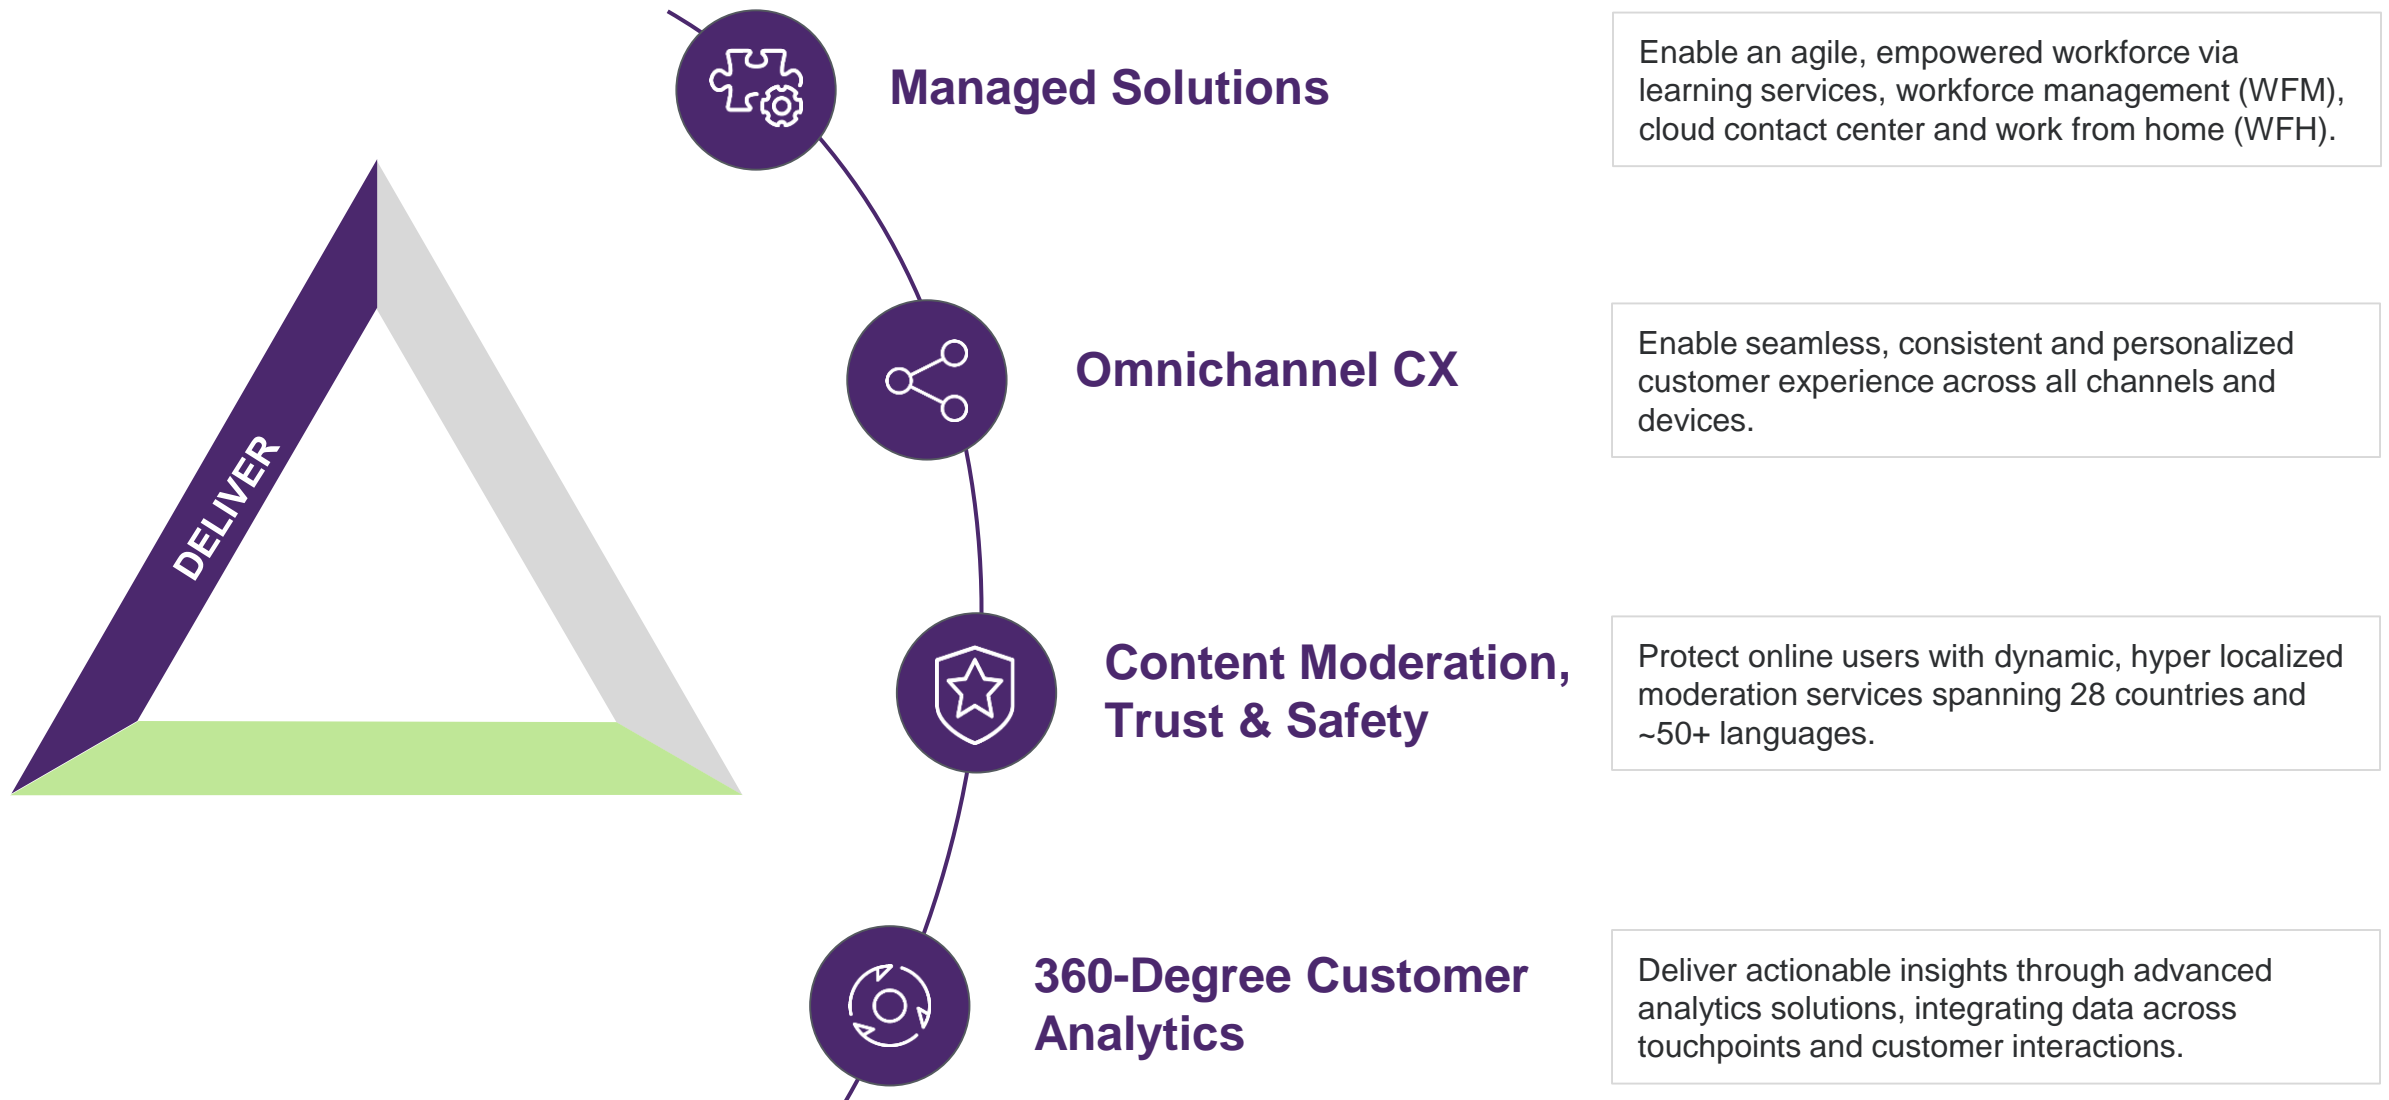 Managed Solutions
Enable an agile, empowered workforce via
learning services, workforce management (WFM),
cloud contact center and work from home (WFH).
DELIVER
Omnichannel CX
Enable seamless, consistent and personalized
customer experience across all channels and
devices.
Content Moderation,
Trust & Safety
Protect online users with dynamic, hyper localized
moderation services spanning 28 countries and
~50+ languages.
360-Degree Customer
Analytics
Deliver actionable insights through advanced
analytics solutions, integrating data across
touchpoints and customer interactions.